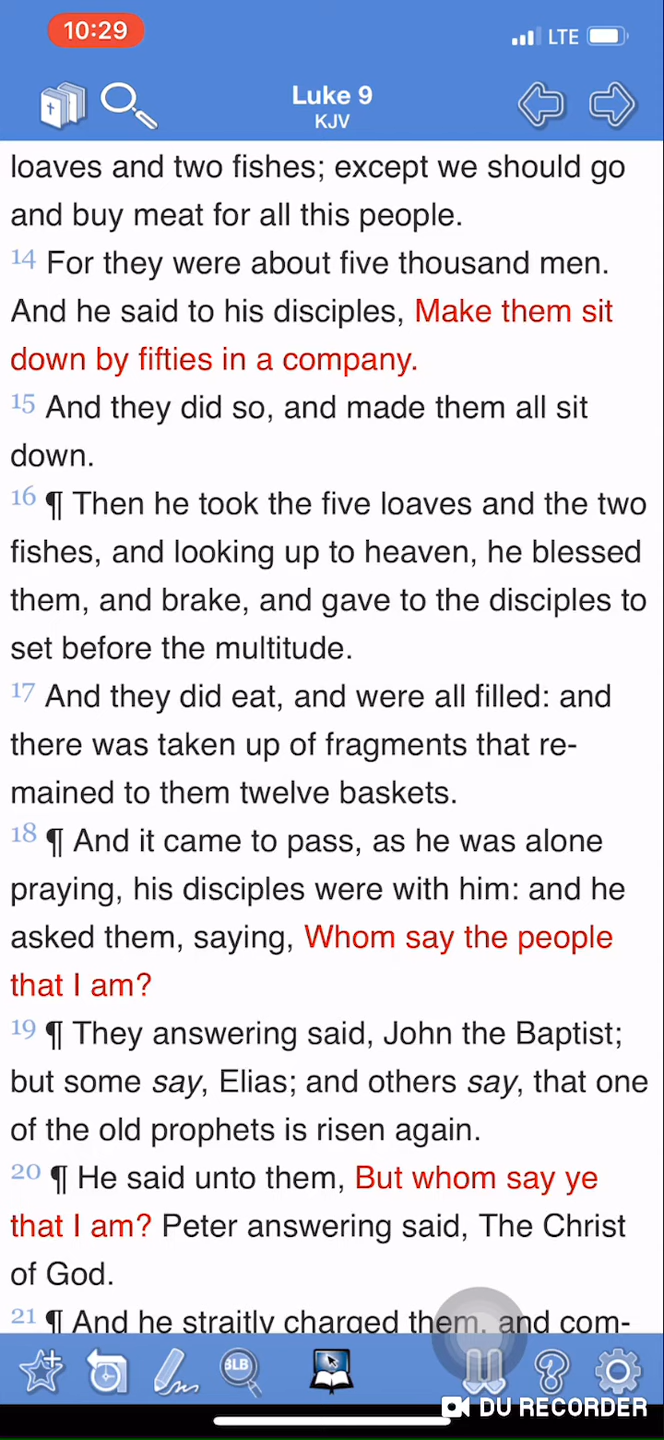 10:29
LTE
Luke 9
KJV
loaves and two fishes; except we should go
and buy meat for all this people.
14 For they were about five thousand men.
And he said to his disciples, Make them sit
down by fifties in a company.
15 And they did so, and made them all sit
down.
16 ¶ Then he took the five loaves and the two
fishes, and looking up to heaven, he blessed
them, and brake, and gave to the disciples to
set before the multitude.
17 And they did eat, and were all filled: and
there was taken up of fragments that re-
mained to them twelve baskets.
18 ¶ And it came to pass, as he was alone
praying, his disciples were with him: and he
asked them, saying, Whom say the people
that I am?
19 ¶ They answering said, John the Baptist;
but some say, Elias; and others say, that one
of the old prophets is risen again.
20 ¶ He said unto them, But whom say ye
that I am? Peter answering said, The Christ
of God.
21 ¶ And he straitly charged them, and com-
BLB
DU RECORDER